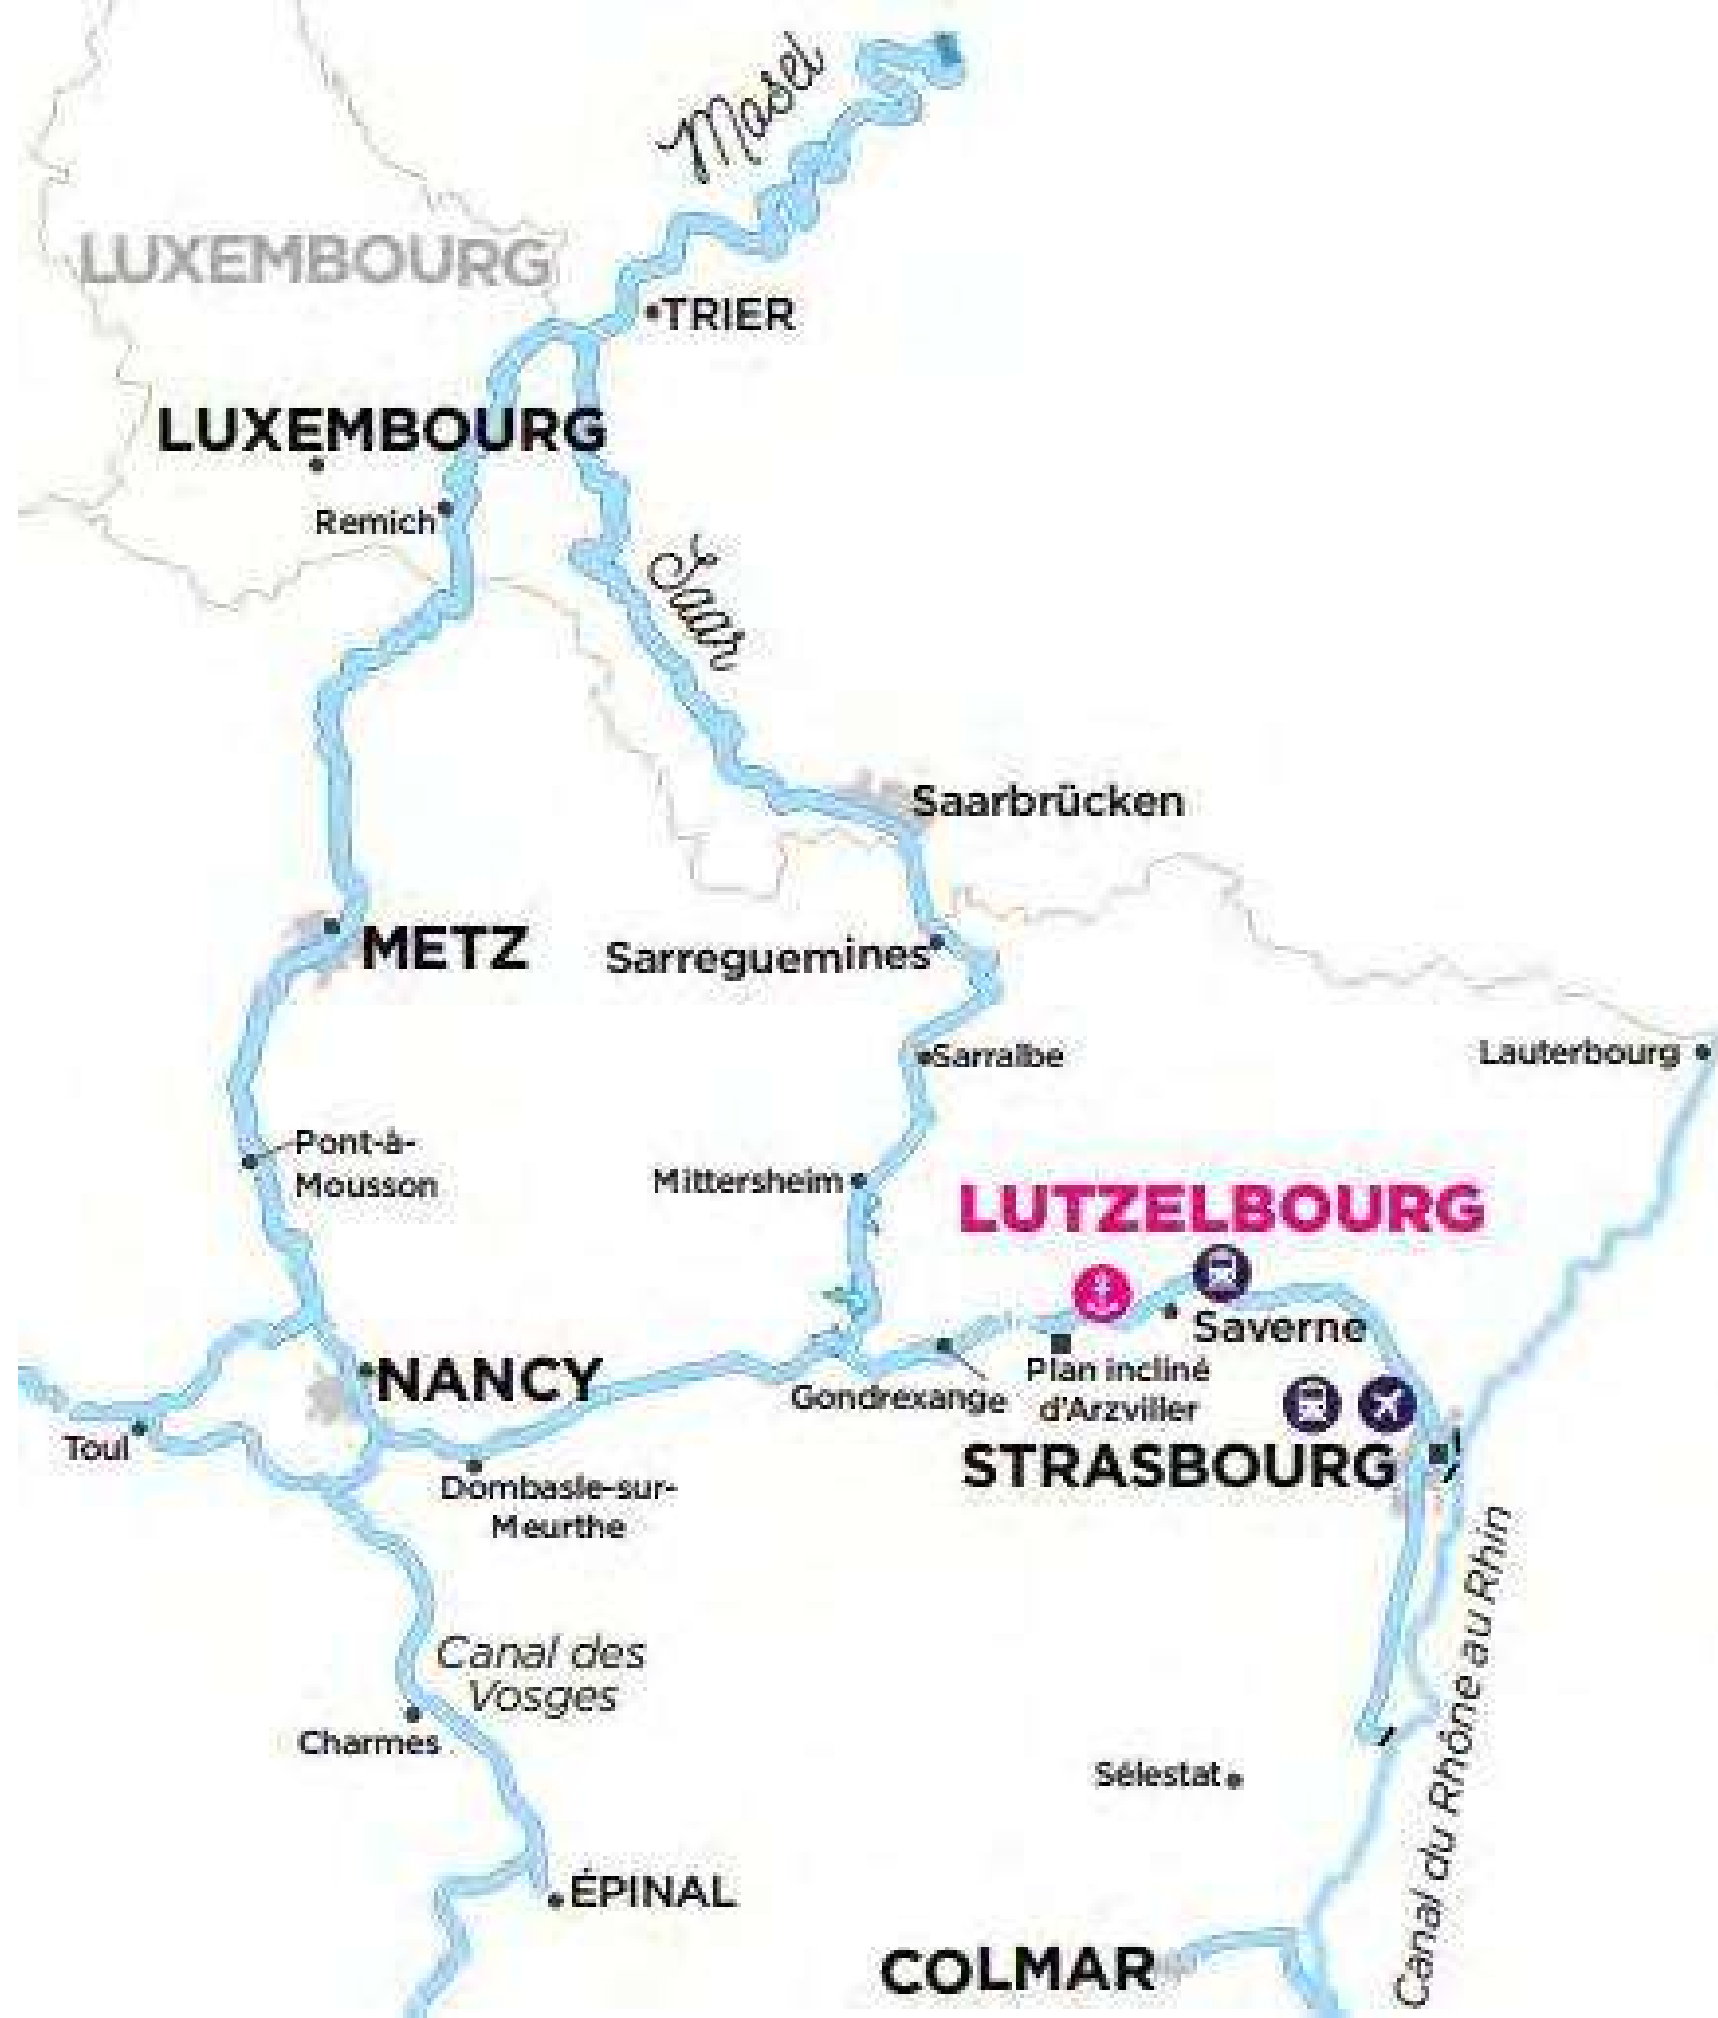 Mosel
LUXEMBOURG
TRIER
LUXEMBOURG
Remich
Saar
Saarbrücken
METZ
Sarreguemines
Sarralbe
Lauterbourg
Pont-à-
Mousson
Mittersheim
LUTZELBOURG
Saverne
NANCY
Plan incliné
d'Arzviller
Gondrexange
Toul
STRASBOURG
Dombasle-sur-
Meurthe
Canal du Rhône au Rhin
Canal des
Vosges
Charmes
Sélestat
ÉPINAL
COLMAR